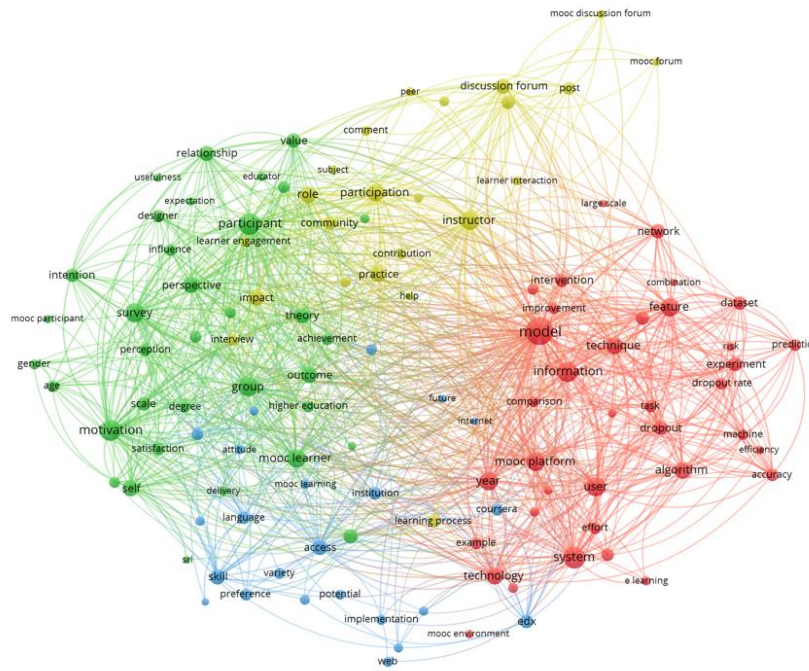 mooc discussion forum
mooc forum
discussion forum
post
peer
comment
value
relationship
subject
educator
usefulness
learner interaction
role
participation
expectation
large scale
designer
participant
community
instructor
network
learner engagement
influence
contribution
intention
practice
intervention
combination
perspective
help
impact
improvement
feature
dataset
mooc participant
survey
theory
model
interview
achievement
technique
risk
prediction
perception
gender
outcome
information
experiment
age
group
dropout rate
future
scale
degree
higher education
comparison
task
internet
motivation
dropout
machine
satisfaction
attitude
efficiency
mooc learner
mooc platform
algorithm
accuracy
mooc learning
self
delivery
institution
year
user
coursera
language
learning process
effort
access
example
srl
system
skill
variety
technology
e learning
preference
potential
implementation
edx
mooc environment
web